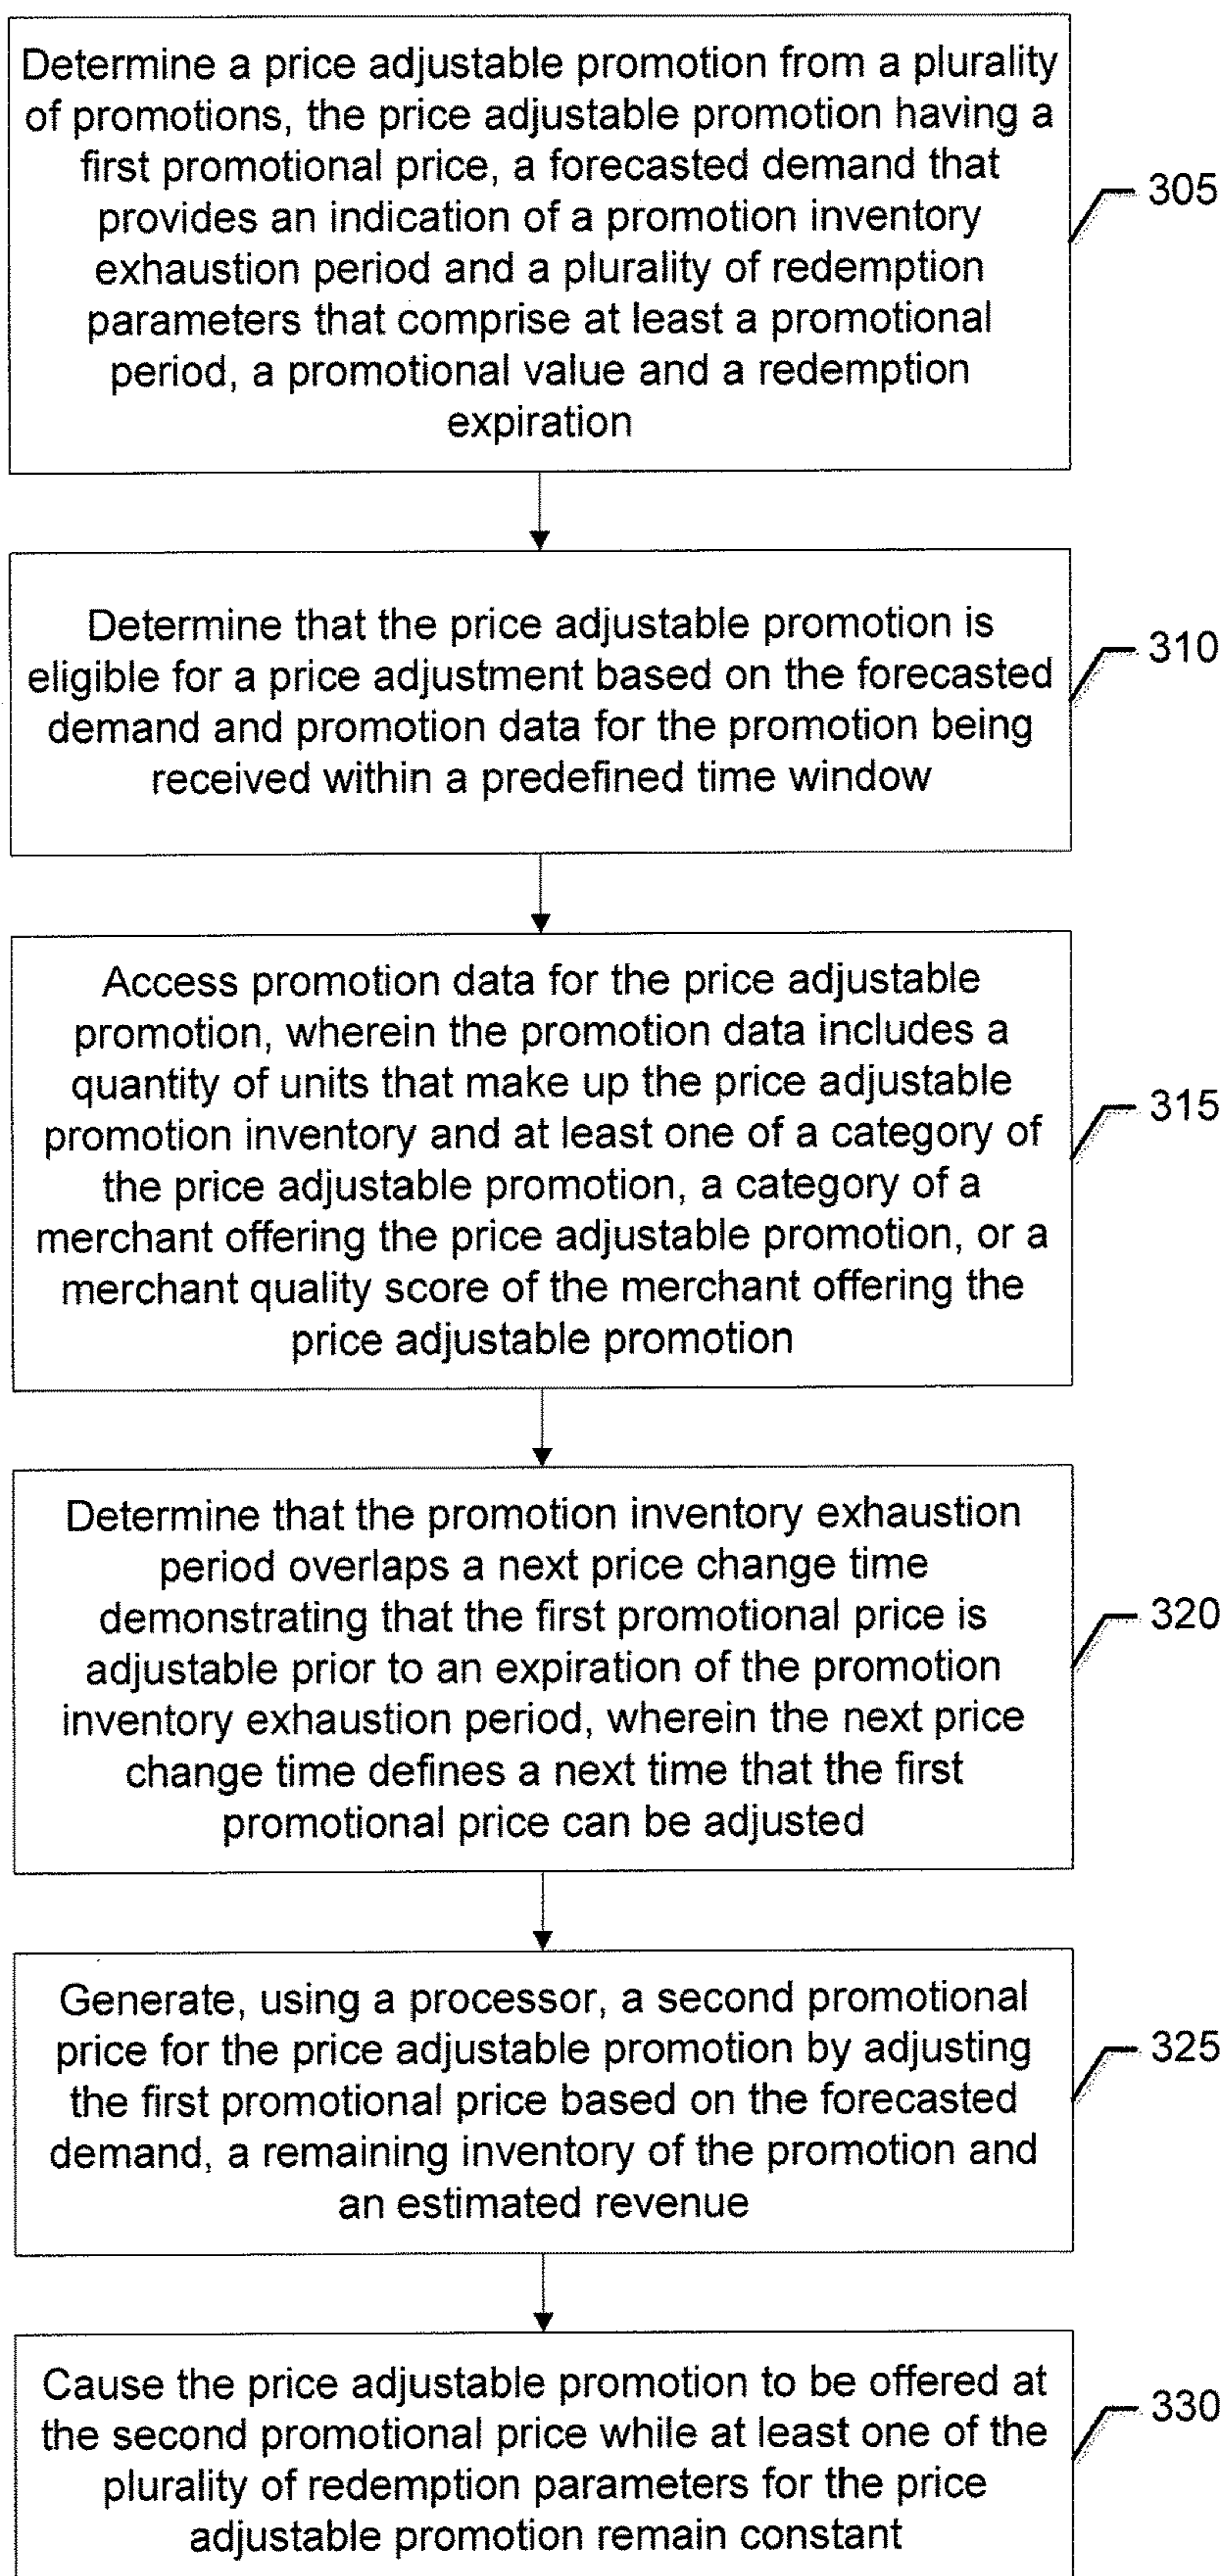 Determine a price adjustable promotion from a plurality
of promotions, the price adjustable promotion having a
first promotional price, a forecasted demand that
provides an indication of a promotion inventory
exhaustion period and a plurality of redemption
parameters that comprise at least a promotional
period, a promotional value and a redemption
expiration
305
Determine that the price adjustable promotion is
eligible for a price adjustment based on the forecasted
demand and promotion data for the promotion being
received within a predefined time window
310
Access promotion data for the price adjustable
promotion, wherein the promotion data includes a
quantity of units that make up the price adjustable
promotion inventory and at least one of a category of
the price adjustable promotion, a category of a
merchant offering the price adjustable promotion, or a
merchant quality score of the merchant offering the
price adjustable promotion
315
Determine that the promotion inventory exhaustion
period overlaps a next price change time
demonstrating that the first promotional price is
adjustable prior to an expiration of the promotion
inventory exhaustion period, wherein the next price
change time defines a next time that the first
promotional price can be adjusted
320
Generate, using a processor, a second promotional
price for the price adjustable promotion by adjusting
the first promotional price based on the forecasted
demand, a remaining inventory of the promotion and
an estimated revenue
325
Cause the price adjustable promotion to be offered at
the second promotional price while at least one of the
plurality of redemption parameters for the price
adjustable promotion remain constant
330